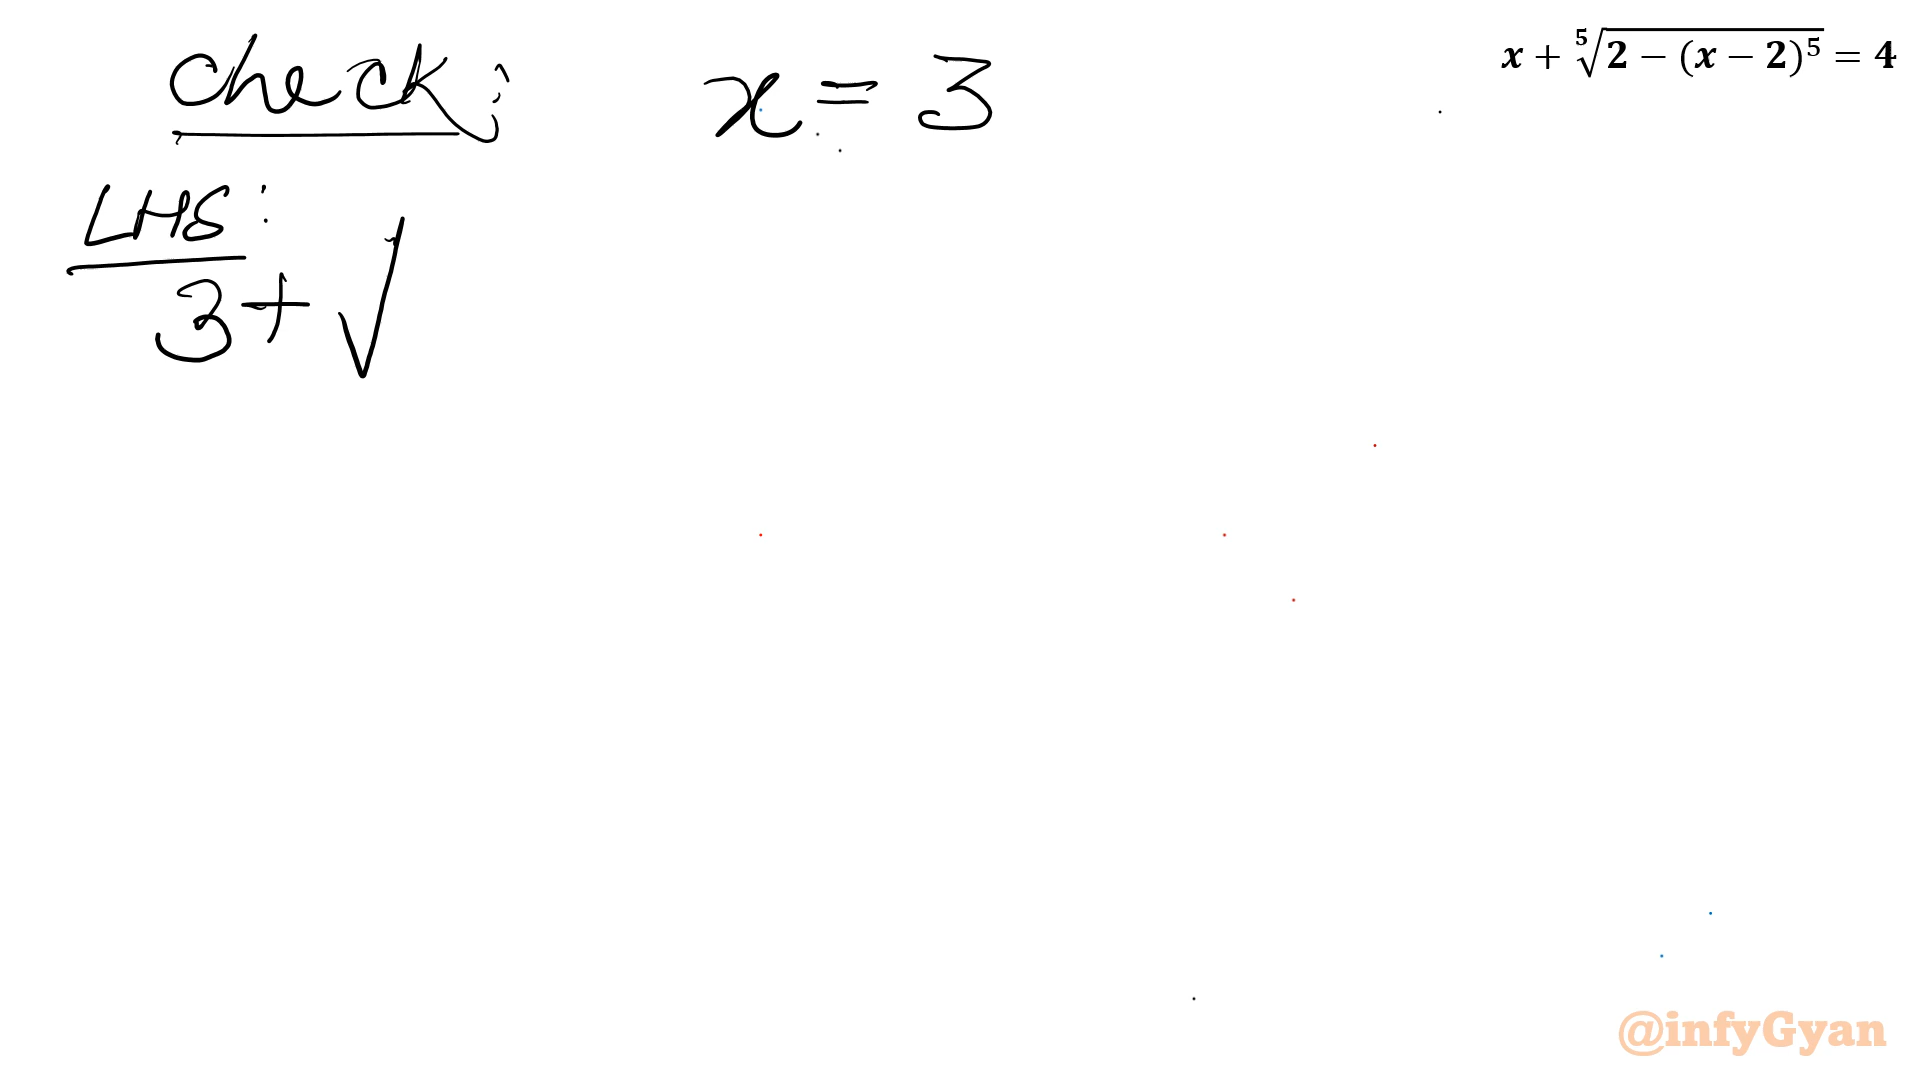 check: x = 3
x + ⁵√(2 − (x − 2)⁵) = 4
LHS:
3 + √
@infyGyan